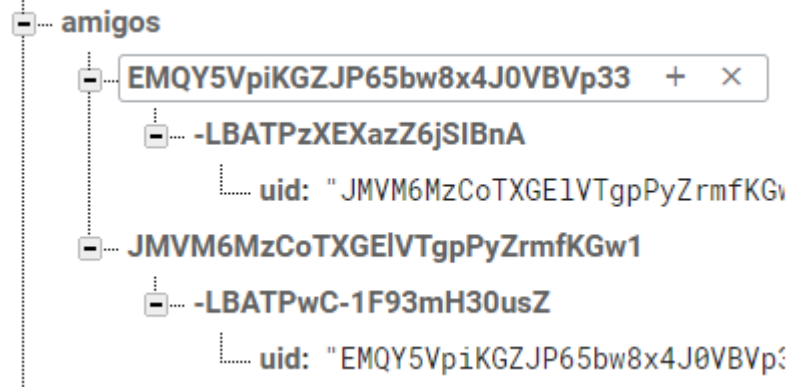 amigos
EMQY5VpiKGZJP65bw8x4J0VBVp33 + ×
-LBATPzXEXazZ6jSIBnA
uid: "JMVM6MzCoTXGElVTgpPyZrmfKGw
JMVM6MzCoTXGElVTgpPyZrmfKGw1
-LBATPwC-1F93mH30usZ
uid: "EMQY5VpiKGZJP65bw8x4J0VBVp3